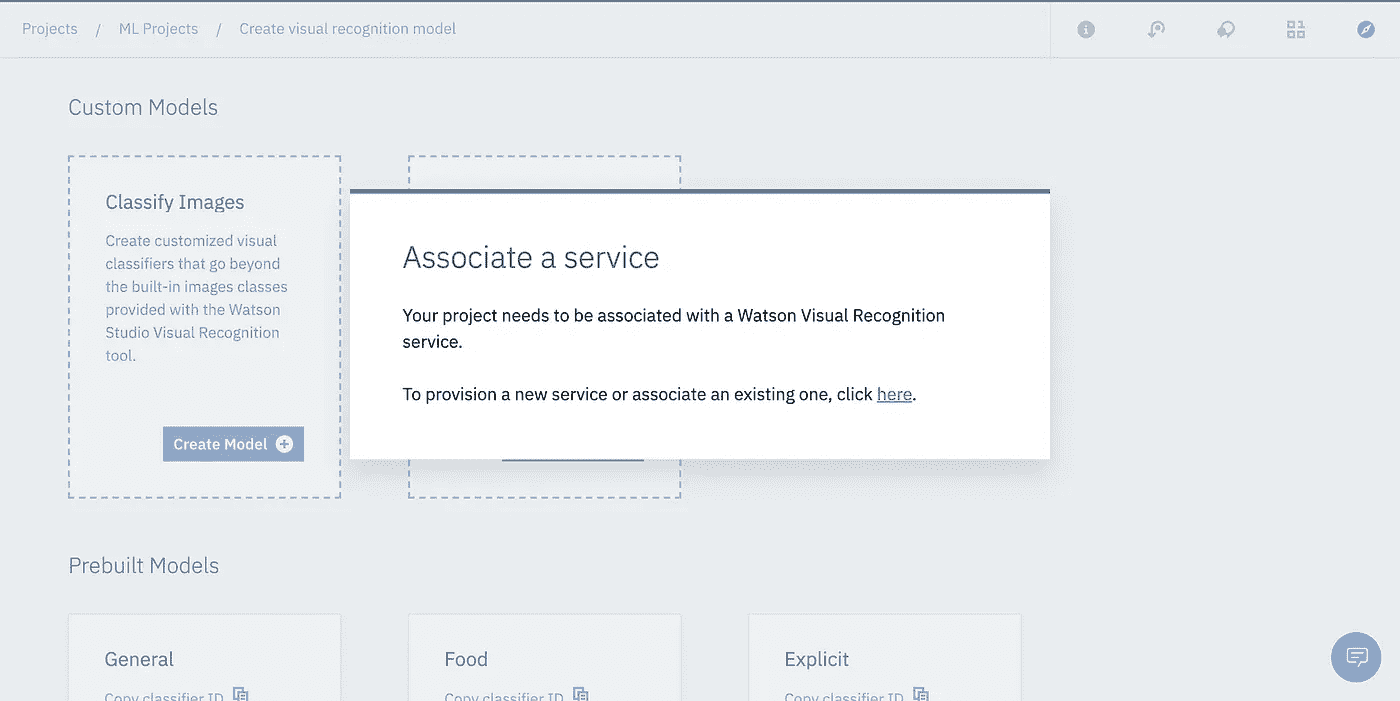 Projects / ML Projects / Create visual recognition model
Custom Models
Classify Images
Create customized visual
classifiers that go beyond
the built-in images classes
provided with the Watson
Studio Visual Recognition
tool.
Create Model
Associate a service
Your project needs to be associated with a Watson Visual Recognition
service.
To provision a new service or associate an existing one, click here.
Prebuilt Models
General
Copy classifier ID
Food
Copy classifier ID
Explicit
Copy classifier ID